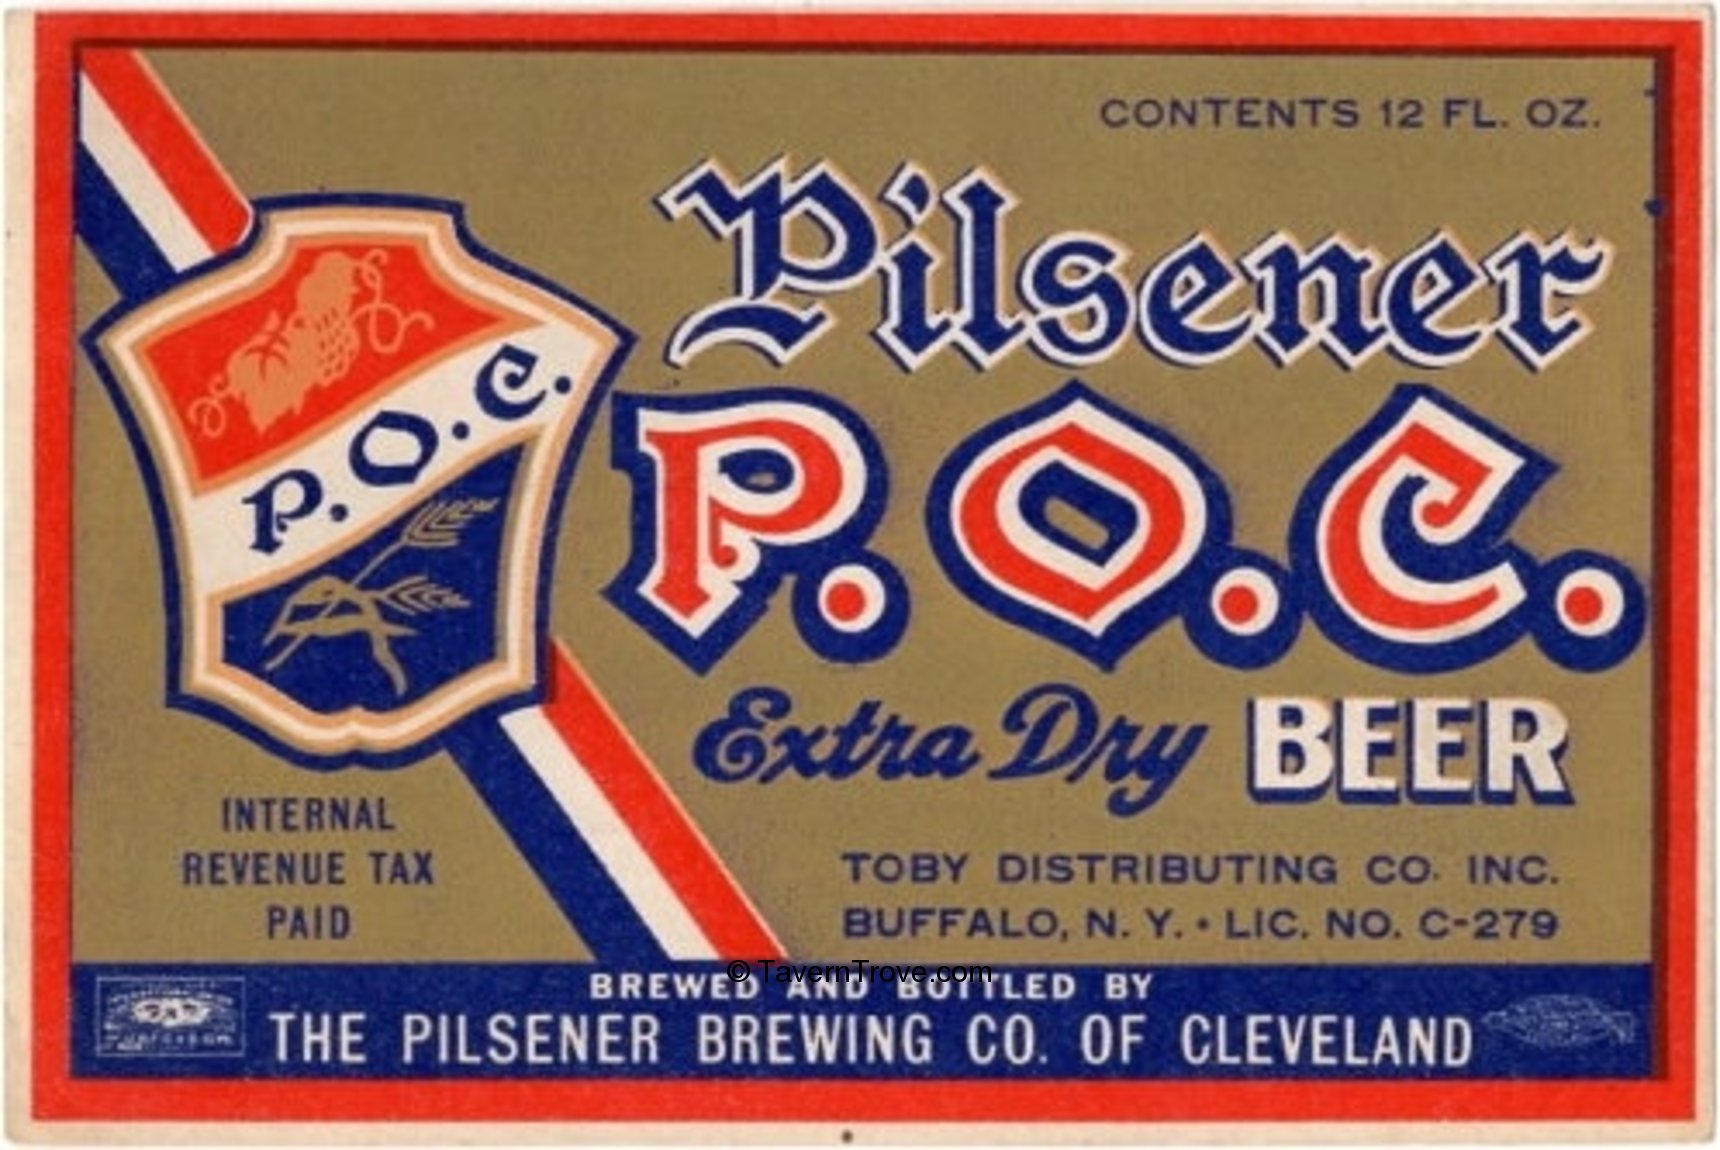 CONTENTS 12 FL. OZ.
Pilsener
P.O.C.
P.O.C.
Extra Dry BEER
INTERNAL
REVENUE TAX
PAID
TOBY DISTRIBUTING CO. INC.
BUFFALO, N. Y. • LIC. NO. C-279
© TavernTrove.com
BREWED AND BOTTLED BY
THE PILSENER BREWING CO. OF CLEVELAND